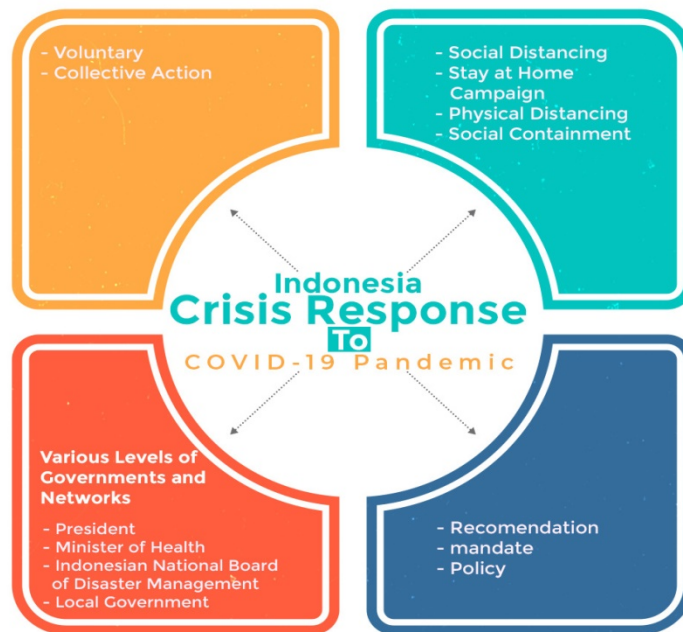 - Voluntary
- Collective Action
- Social Distancing
- Stay at Home
Campaign
- Physical Distancing
- Social Containment
Indonesia
Crisis Response
To
COVID-19 Pandemic
Various Levels of
Governments and
Networks
- President
- Minister of Health
- Indonesian National Board
of Disaster Management
- Local Government
- Recomendation
- mandate
- Policy